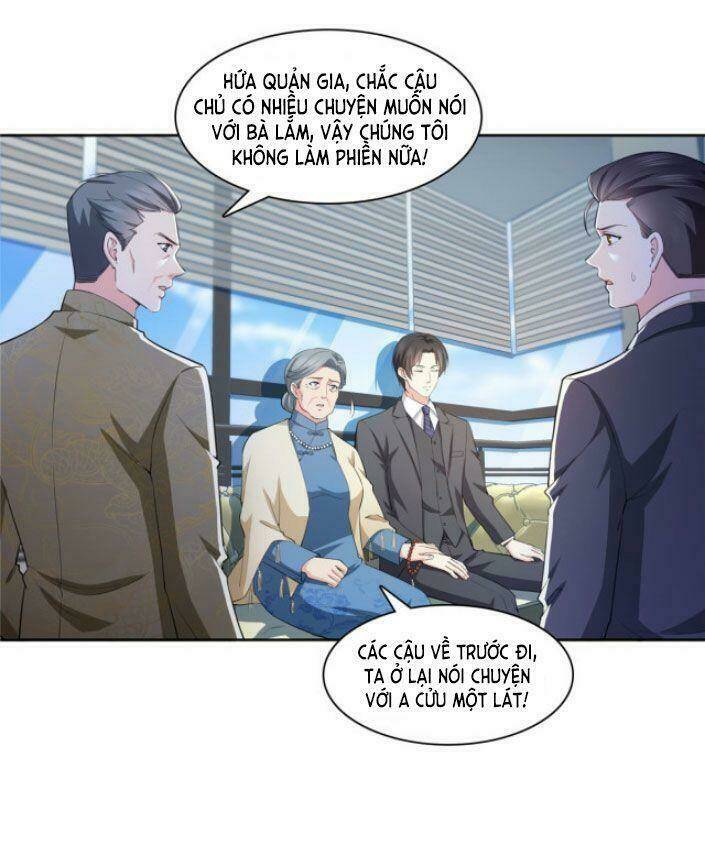 HỨA QUẢN GIA, CHẮC CẬU
CHỦ CÓ NHIỀU CHUYỆN MUỐN NÓI
VỚI BÀ LẮM, VẬY CHÚNG TÔI
KHÔNG LÀM PHIỀN NỮA!
CÁC CẬU VỀ TRƯỚC ĐI,
TA Ở LẠI NÓI CHUYỆN
VỚI A CỬU MỘT LÁT!